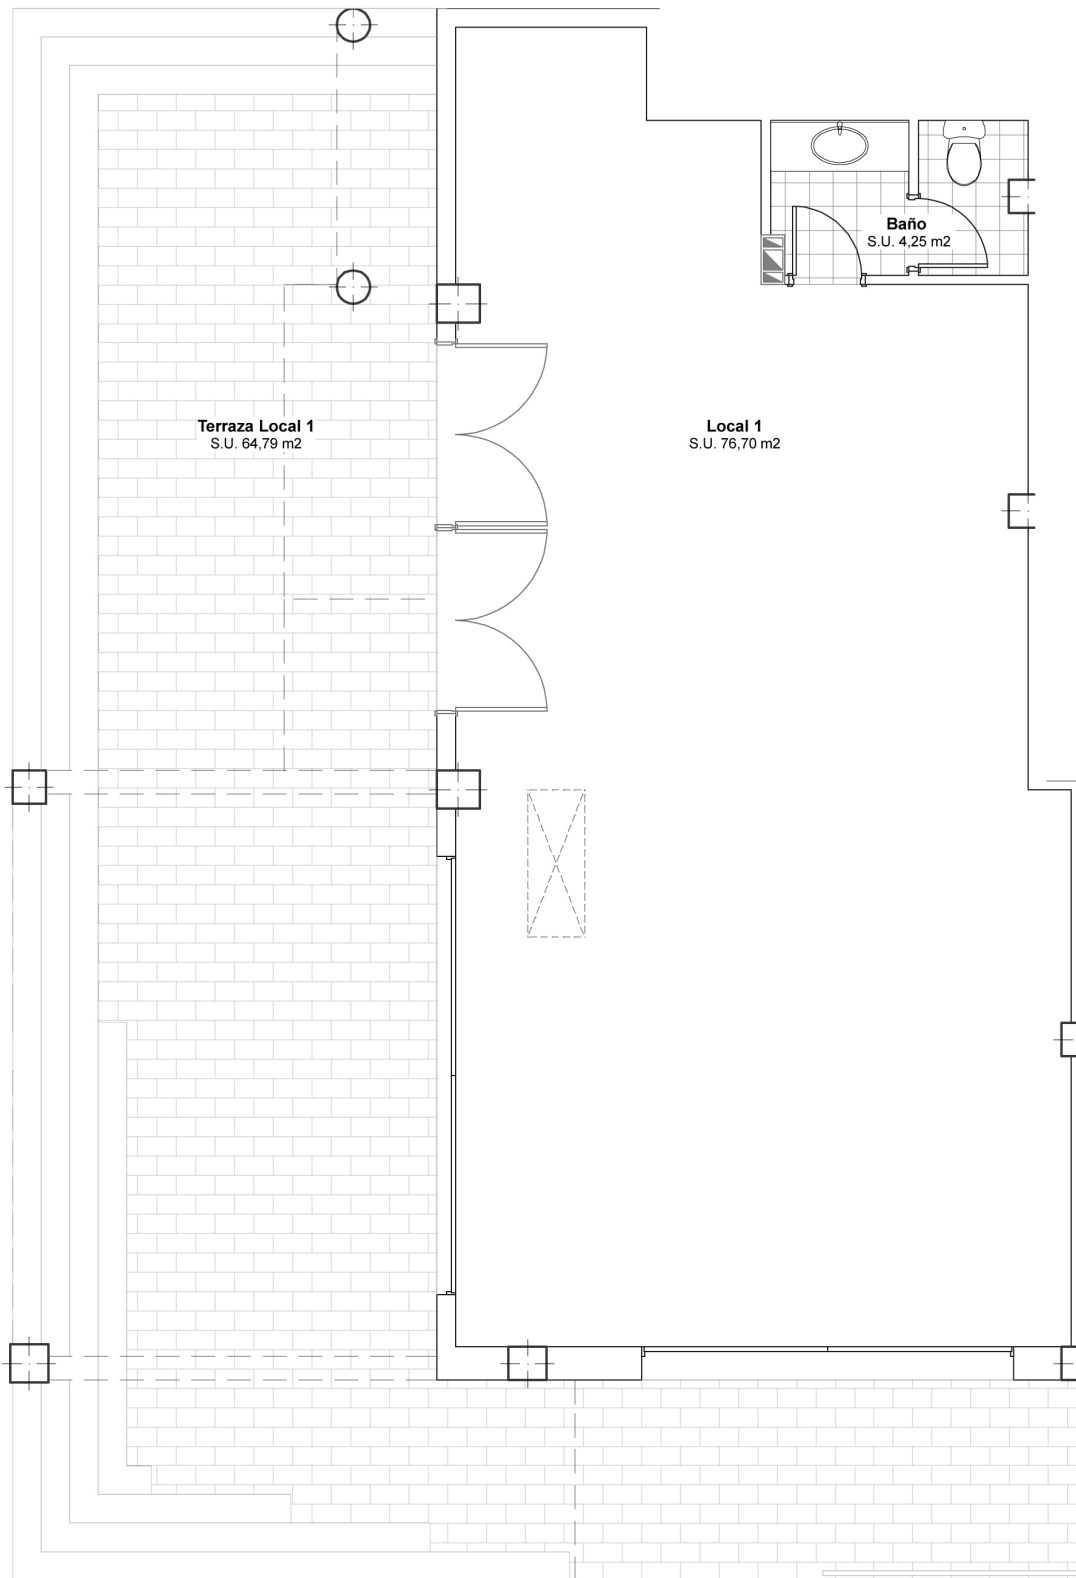 Baño
S.U. 4,25 m2
Terraza Local 1
S.U. 64,79 m2
Local 1
S.U. 76,70 m2